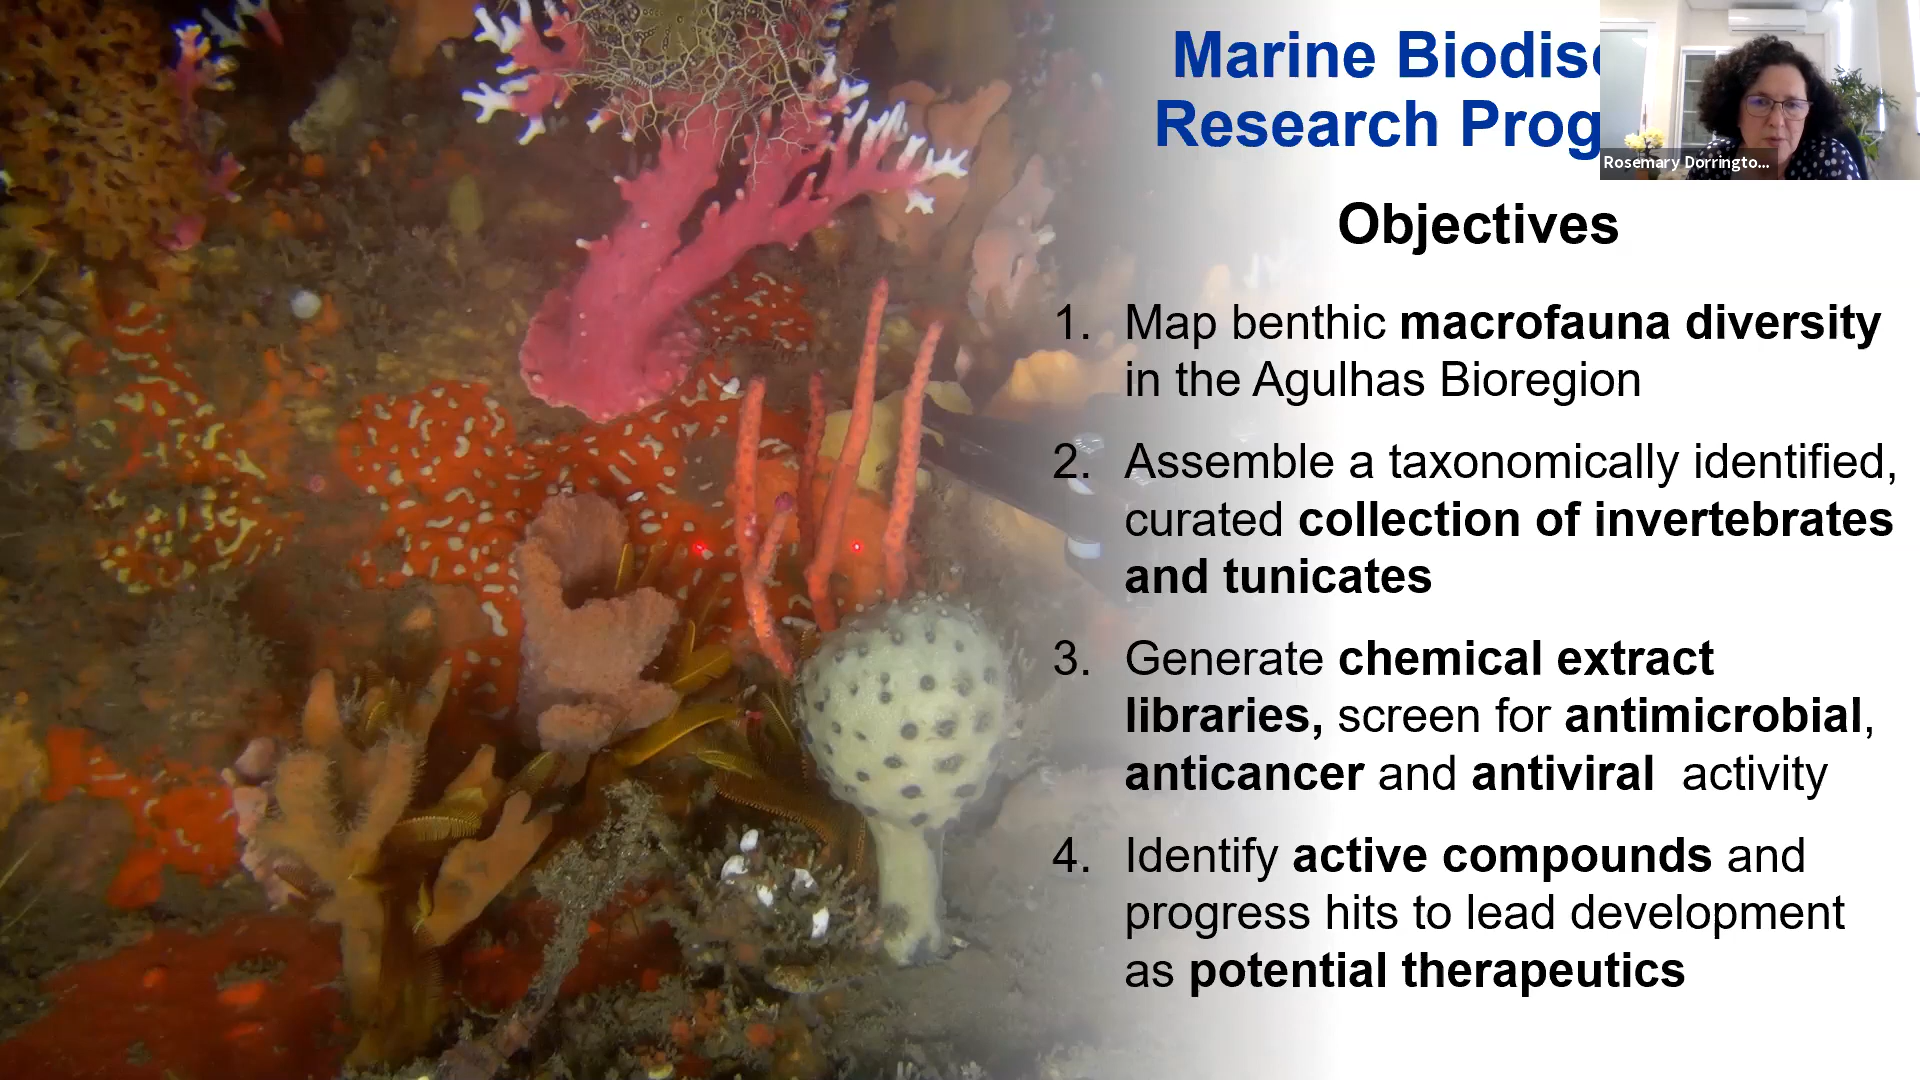 Marine Biodisc
Research Prog
Rosemary Dorringto...
Objectives
1. Map benthic macrofauna diversity
in the Agulhas Bioregion
2. Assemble a taxonomically identified,
curated collection of invertebrates
and tunicates
3. Generate chemical extract
libraries, screen for antimicrobial,
anticancer and antiviral activity
4. Identify active compounds and
progress hits to lead development
as potential therapeutics